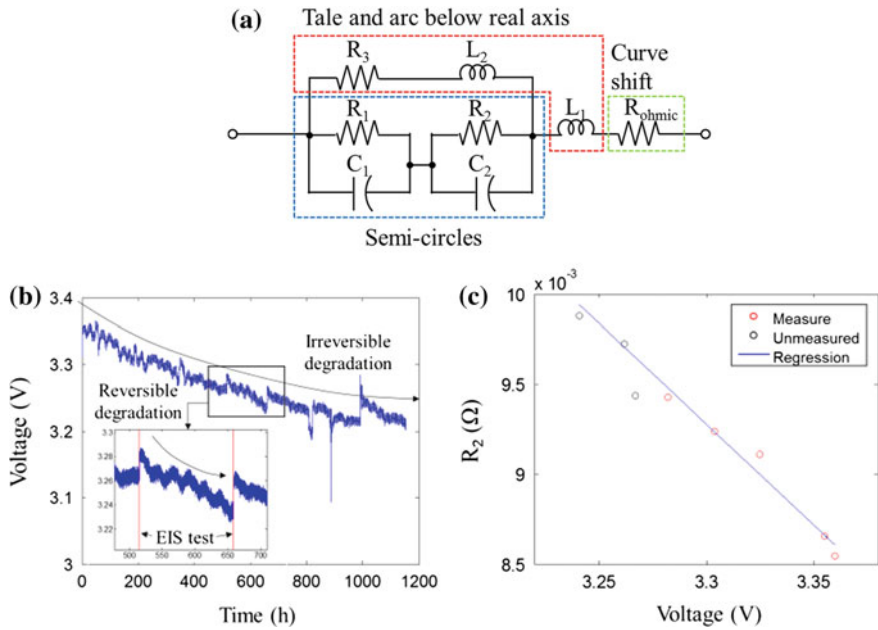 (a)
Tale and arc below real axis
Curve shift
R3
L2
R1
R2
L1
Rohmic
C1
C2
Semi-circles
(b)
3.4
3.3
3.2
3.1
3
Voltage (V)
Irreversible degradation
Reversible degradation
3.3
3.28
3.26
3.24
3.22
EIS test
500
550
600
650
700
0
200
400
600
800
1000
1200
Time (h)
(c)
x 10-3
10
9.5
9
8.5
R2 (Ω)
Measure
Unmeasured
Regression
3.25
3.3
3.35
Voltage (V)